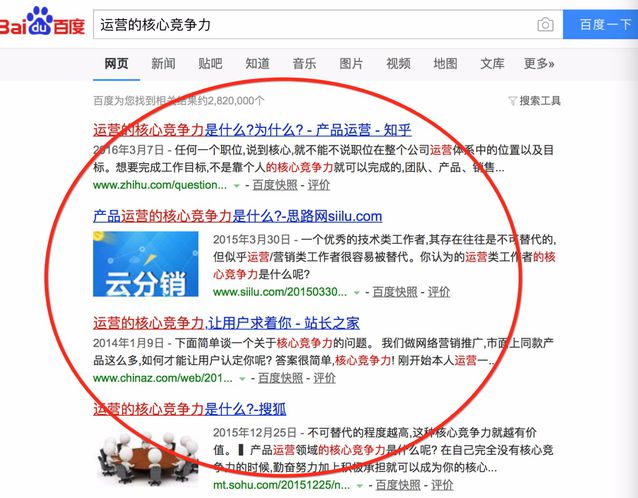 Baidu百度
运营的核心竞争力
百度一下
网页 新闻 贴吧 知道 音乐 图片 视频 地图 文库 更多»
百度为您找到相关结果约2,820,000个
搜索工具
运营的核心竞争力是什么?为什么? - 产品运营 - 知乎
2016年3月7日 - 任何一个职位,说到核心,就不能不说职位在整个公司运营体系中的位置以及目
标。想要完成工作目标,不是靠个人的核心竞争力就可以完成的,团队、产品、销售...
www.zhihu.com/question... - 百度快照 - 评价
产品运营的核心竞争力是什么?-思路网siilu.com
云分销
2015年3月30日 - 一个优秀的技术类工作者,其存在往往是不可替代的,
但似乎运营/营销类工作者很容易被替代。你认为的运营类工作者的核
心竞争力是什么呢?
www.siilu.com/20150330... - 百度快照 - 评价
运营的核心竞争力,让用户求着你 - 站长之家
2014年1月9日 - 下面简单谈一个关于核心竞争力的问题。 我们做网络营销推广,市面上同款产
品这么多,如何才能让用户认定你呢? 答案很简单,核心竞争力! 刚开始本人运营一...
www.chinaz.com/web/201... - 百度快照 - 评价
运营的核心竞争力是什么?-搜狐
2015年12月25日 - 不可替代的程度越高,这种核心竞争力就越有价
值。 ▌产品运营领域的核心竞争力是什么呢? 在自己完全没有核心竞
争力的时候,勤奋努力加上积极承担就可以成为你的核心...
mt.sohu.com/20151225/n... - 百度快照 - 评价